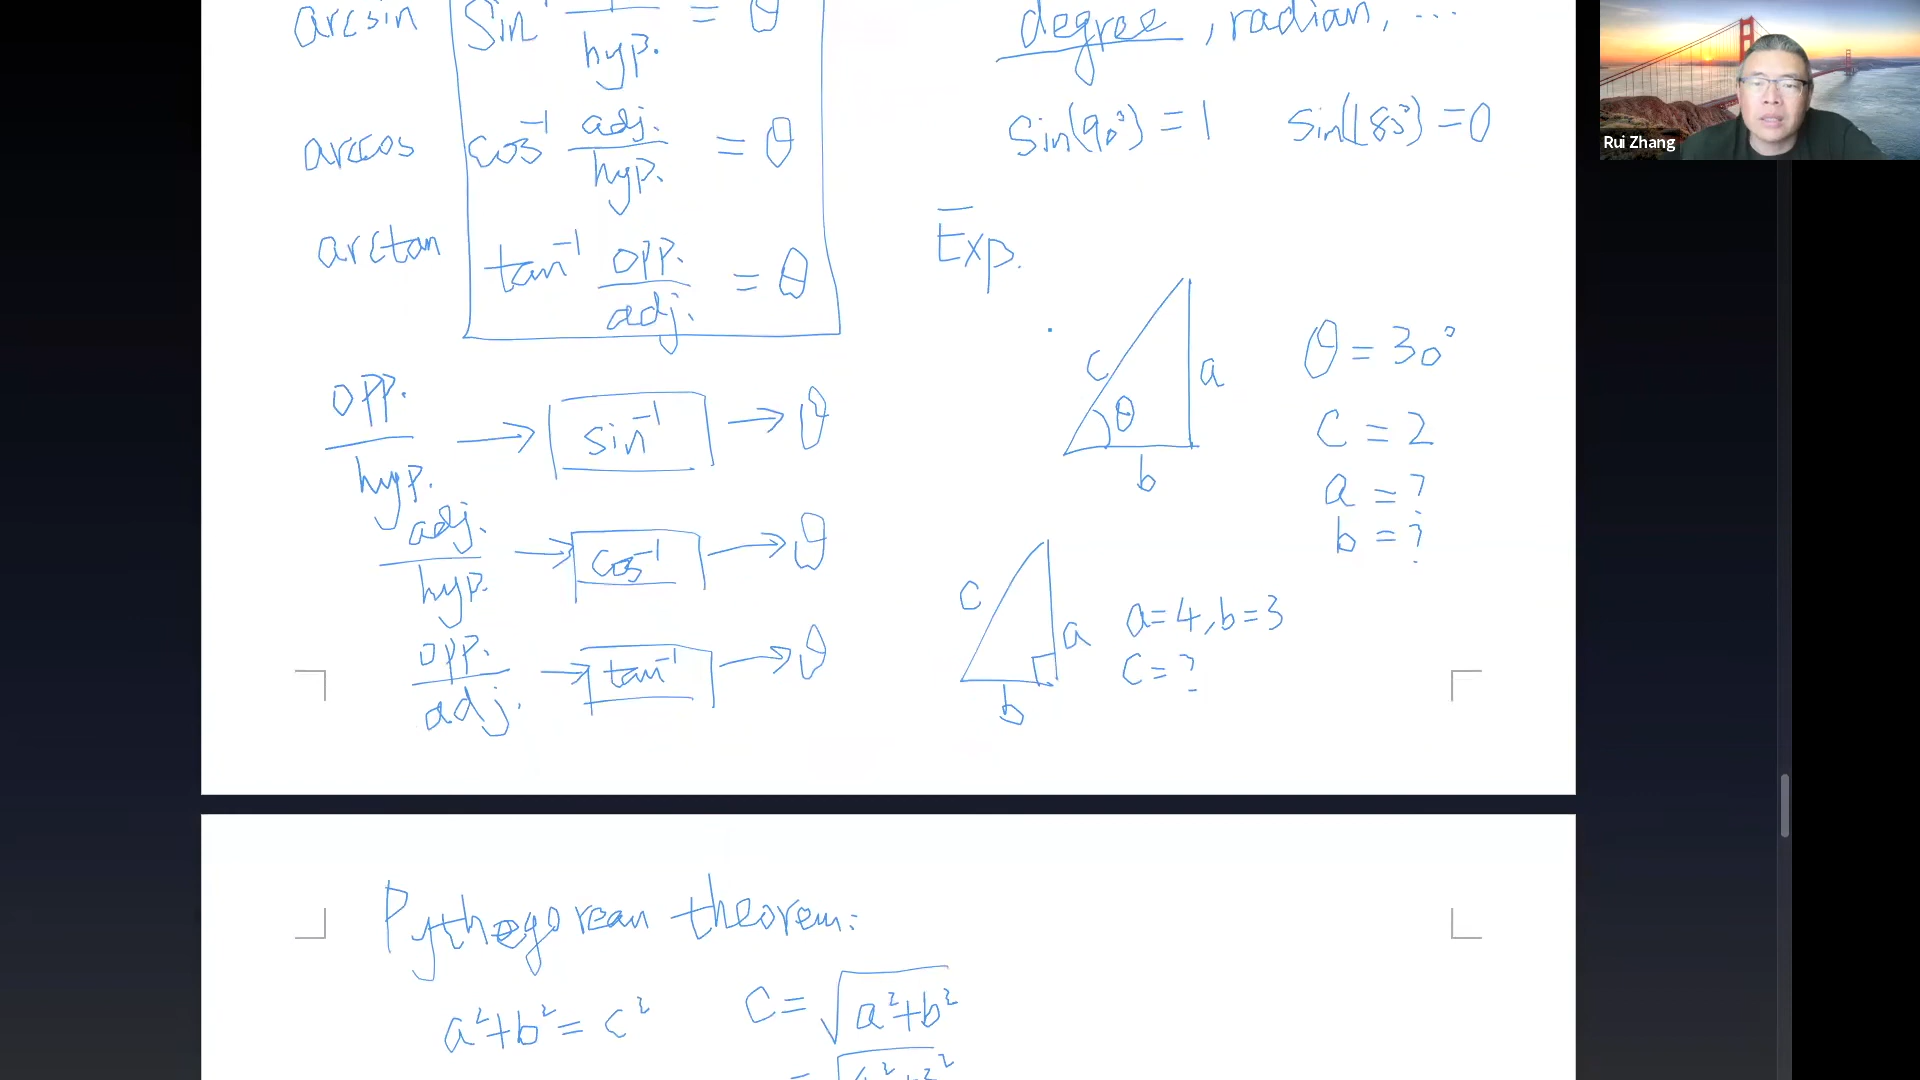 arcsin sin⁻¹ /hyp. = θ
arccos cos⁻¹ adj./hyp. = θ
arctan tan⁻¹ opp./adj. = θ
opp./hyp. → sin⁻¹ → θ
adj./hyp. → cos⁻¹ → θ
opp./adj. → tan⁻¹ → θ
degree, radian, ...
sin(90°) = 1 sin(180°) = 0
Exp.
c θ a b
θ = 30°
c = 2
a = ?
b = ?
c a b
a=4, b=3
c = ?
Pythegorean theorem:
a²+b² = c² c = √a²+b²
Rui Zhang